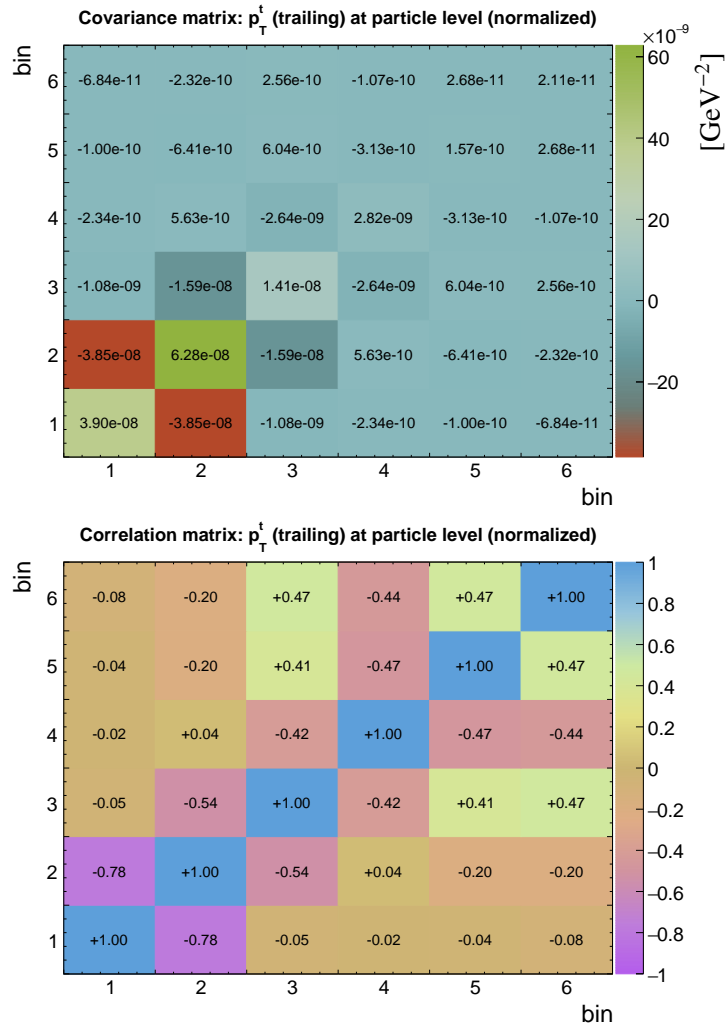 Covariance matrix: p_T^t (trailing) at particle level (normalized)
×10^−9
bin
[GeV^−2]
6 -6.84e-11 -2.32e-10 2.56e-10 -1.07e-10 2.68e-11 2.11e-11
60
5 -1.00e-10 -6.41e-10 6.04e-10 -3.13e-10 1.57e-10 2.68e-11
40
4 -2.34e-10 5.63e-10 -2.64e-09 2.82e-09 -3.13e-10 -1.07e-10
20
3 -1.08e-09 -1.59e-08 1.41e-08 -2.64e-09 6.04e-10 2.56e-10
0
2 -3.85e-08 6.28e-08 -1.59e-08 5.63e-10 -6.41e-10 -2.32e-10
−20
1 3.90e-08 -3.85e-08 -1.08e-09 -2.34e-10 -1.00e-10 -6.84e-11
1 2 3 4 5 6
bin
Correlation matrix: p_T^t (trailing) at particle level (normalized)
bin
1
6 -0.08 -0.20 +0.47 -0.44 +0.47 +1.00
0.8
0.6
5 -0.04 -0.20 +0.41 -0.47 +1.00 +0.47
0.4
0.2
4 -0.02 +0.04 -0.42 +1.00 -0.47 -0.44
0
3 -0.05 -0.54 +1.00 -0.42 +0.41 +0.47
−0.2
−0.4
2 -0.78 +1.00 -0.54 +0.04 -0.20 -0.20
−0.6
1 +1.00 -0.78 -0.05 -0.02 -0.04 -0.08
−0.8
−1
1 2 3 4 5 6
bin